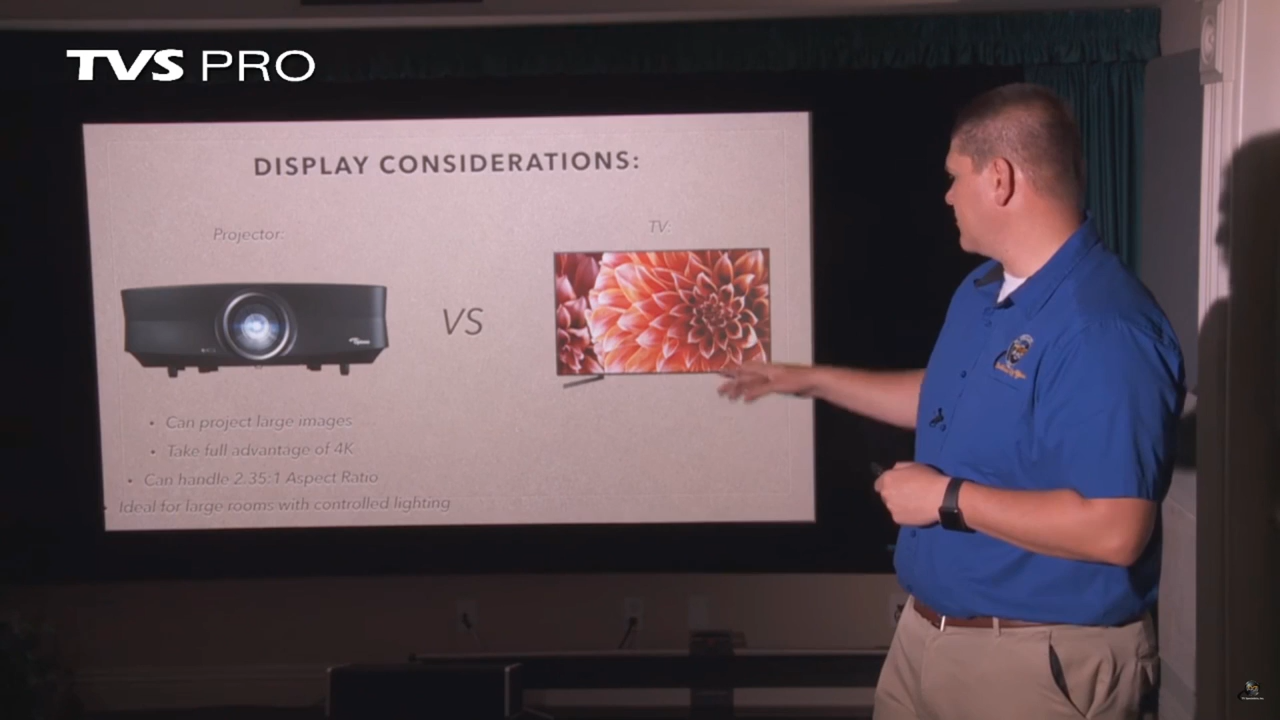 TVS PRO
DISPLAY CONSIDERATIONS:
Projector:
TV:
VS
• Can project large images
• Take full advantage of 4K
• Can handle 2.35:1 Aspect Ratio
• Ideal for large rooms with controlled lighting